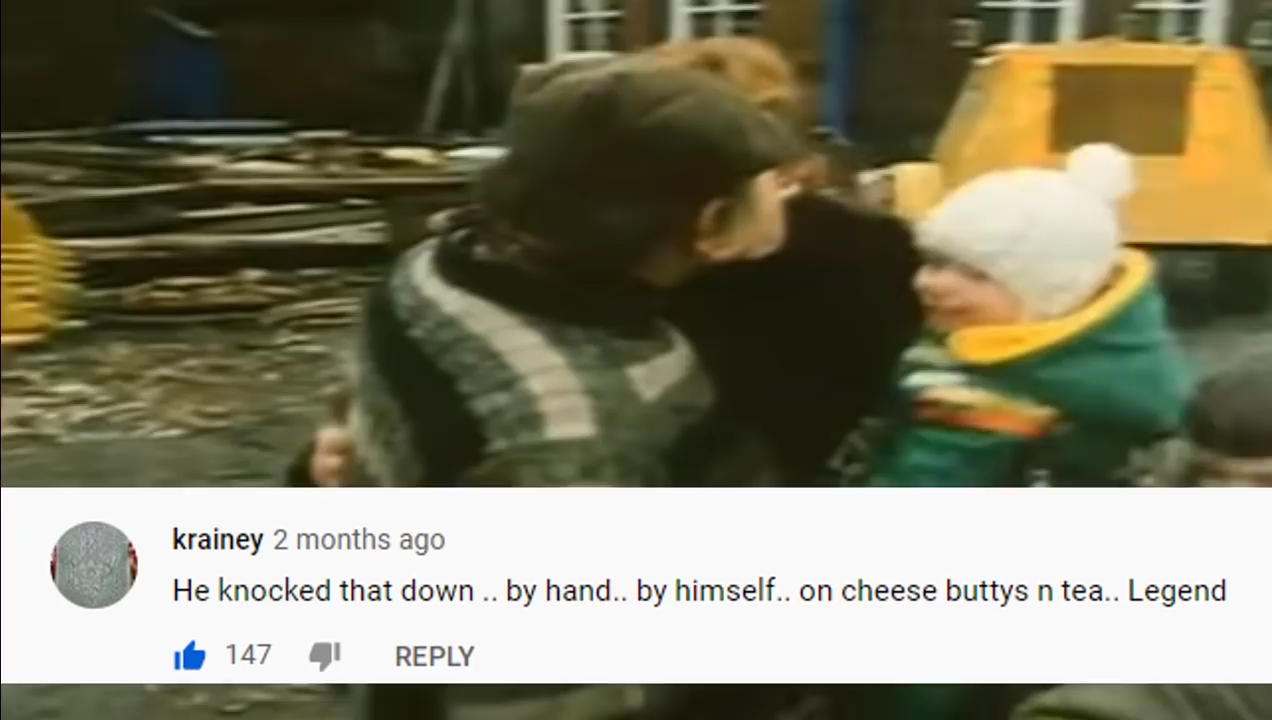 krainey 2 months ago
He knocked that down .. by hand.. by himself.. on cheese buttys n tea.. Legend
147 REPLY